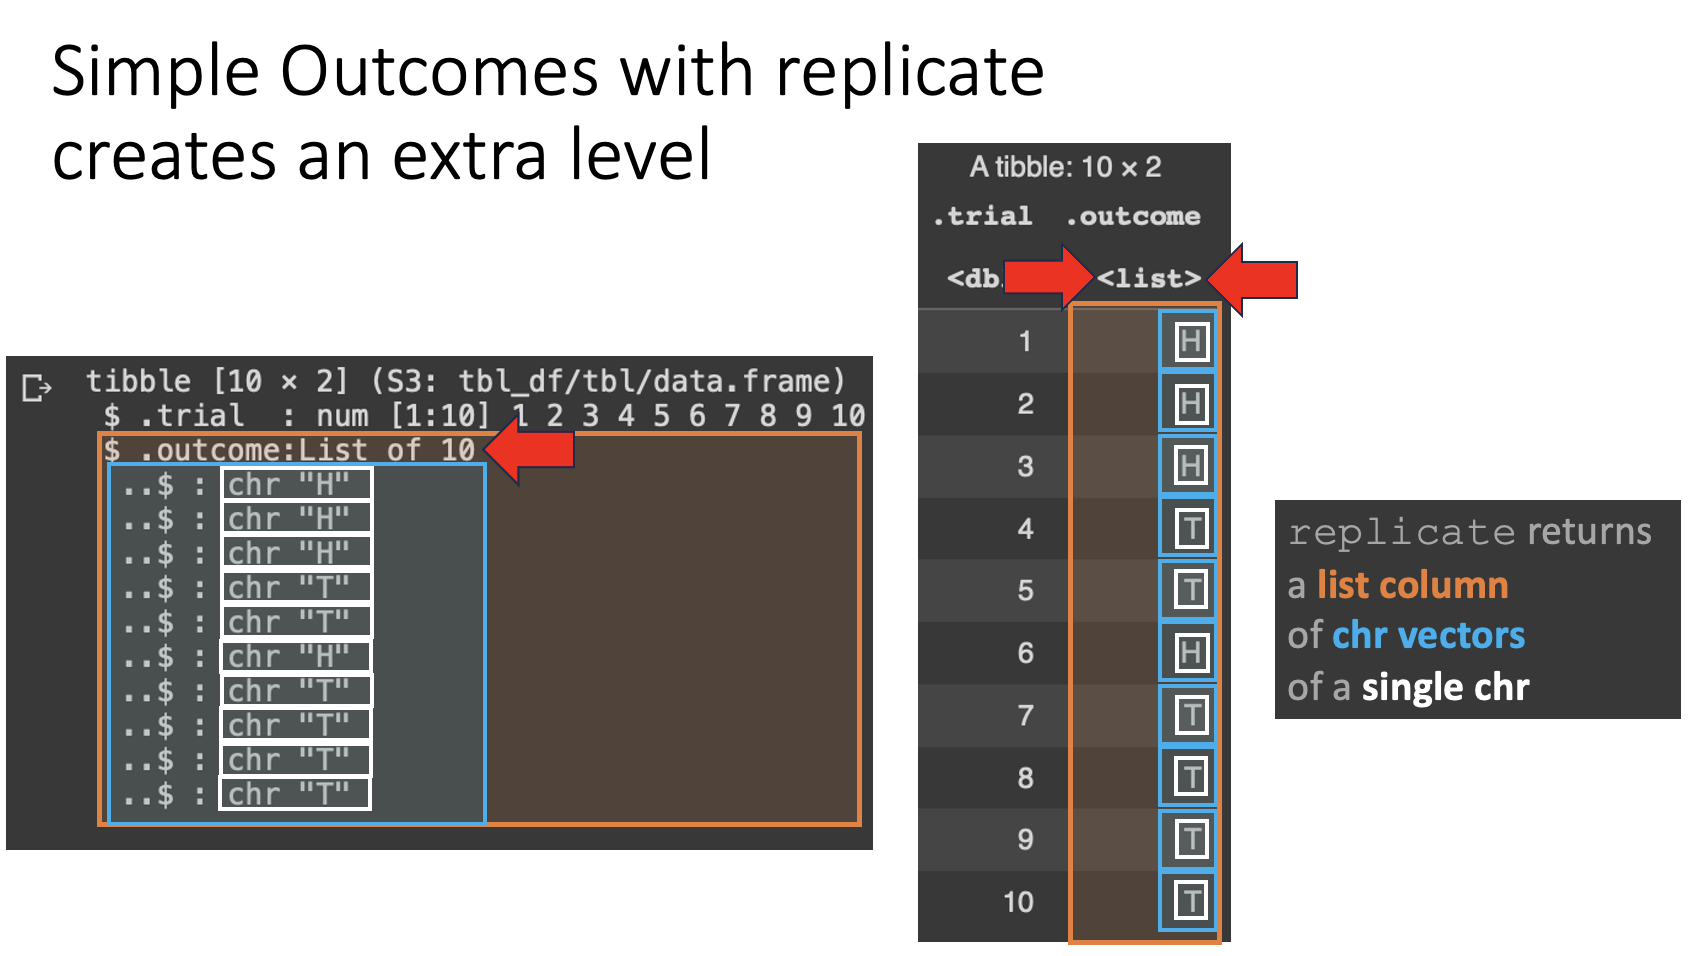 Simple Outcomes with replicate
creates an extra level
tibble [10 × 2] (S3: tbl_df/tbl/data.frame)
$ .trial  : num [1:10] 1 2 3 4 5 6 7 8 9 10
$ .outcome:List of 10
..$ : chr "H"
..$ : chr "H"
..$ : chr "H"
..$ : chr "T"
..$ : chr "T"
..$ : chr "H"
..$ : chr "T"
..$ : chr "T"
..$ : chr "T"
..$ : chr "T"
A tibble: 10 × 2
.trial .outcome
<db <list>
1 H
2 H
3 H
4 T
5 T
6 H
7 T
8 T
9 T
10 T
replicate returns
a list column
of chr vectors
of a single chr